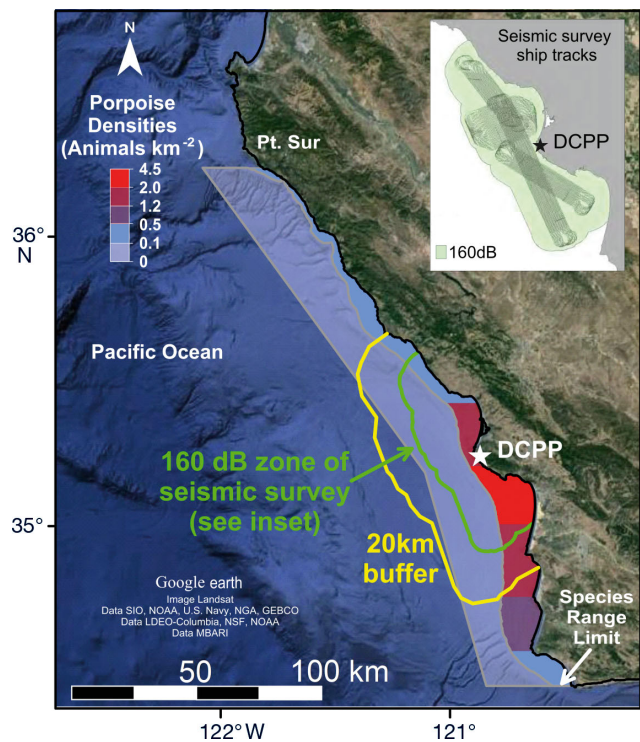 N
Porpoise
Densities
(Animals km-2)
4.5
2.0
1.2
0.5
0.1
0
Pt. Sur
Seismic survey
ship tracks
DCPP
160dB
36°
N
Pacific Ocean
DCPP
160 dB zone of
seismic survey
(see inset)
35°
20km
buffer
Google earth
Image Landsat
Data SIO, NOAA, U.S. Navy, NGA, GEBCO
Data LDEO-Columbia, NSF, NOAA
Data MBARI
Species
Range
Limit
50
100 km
122°W
121°